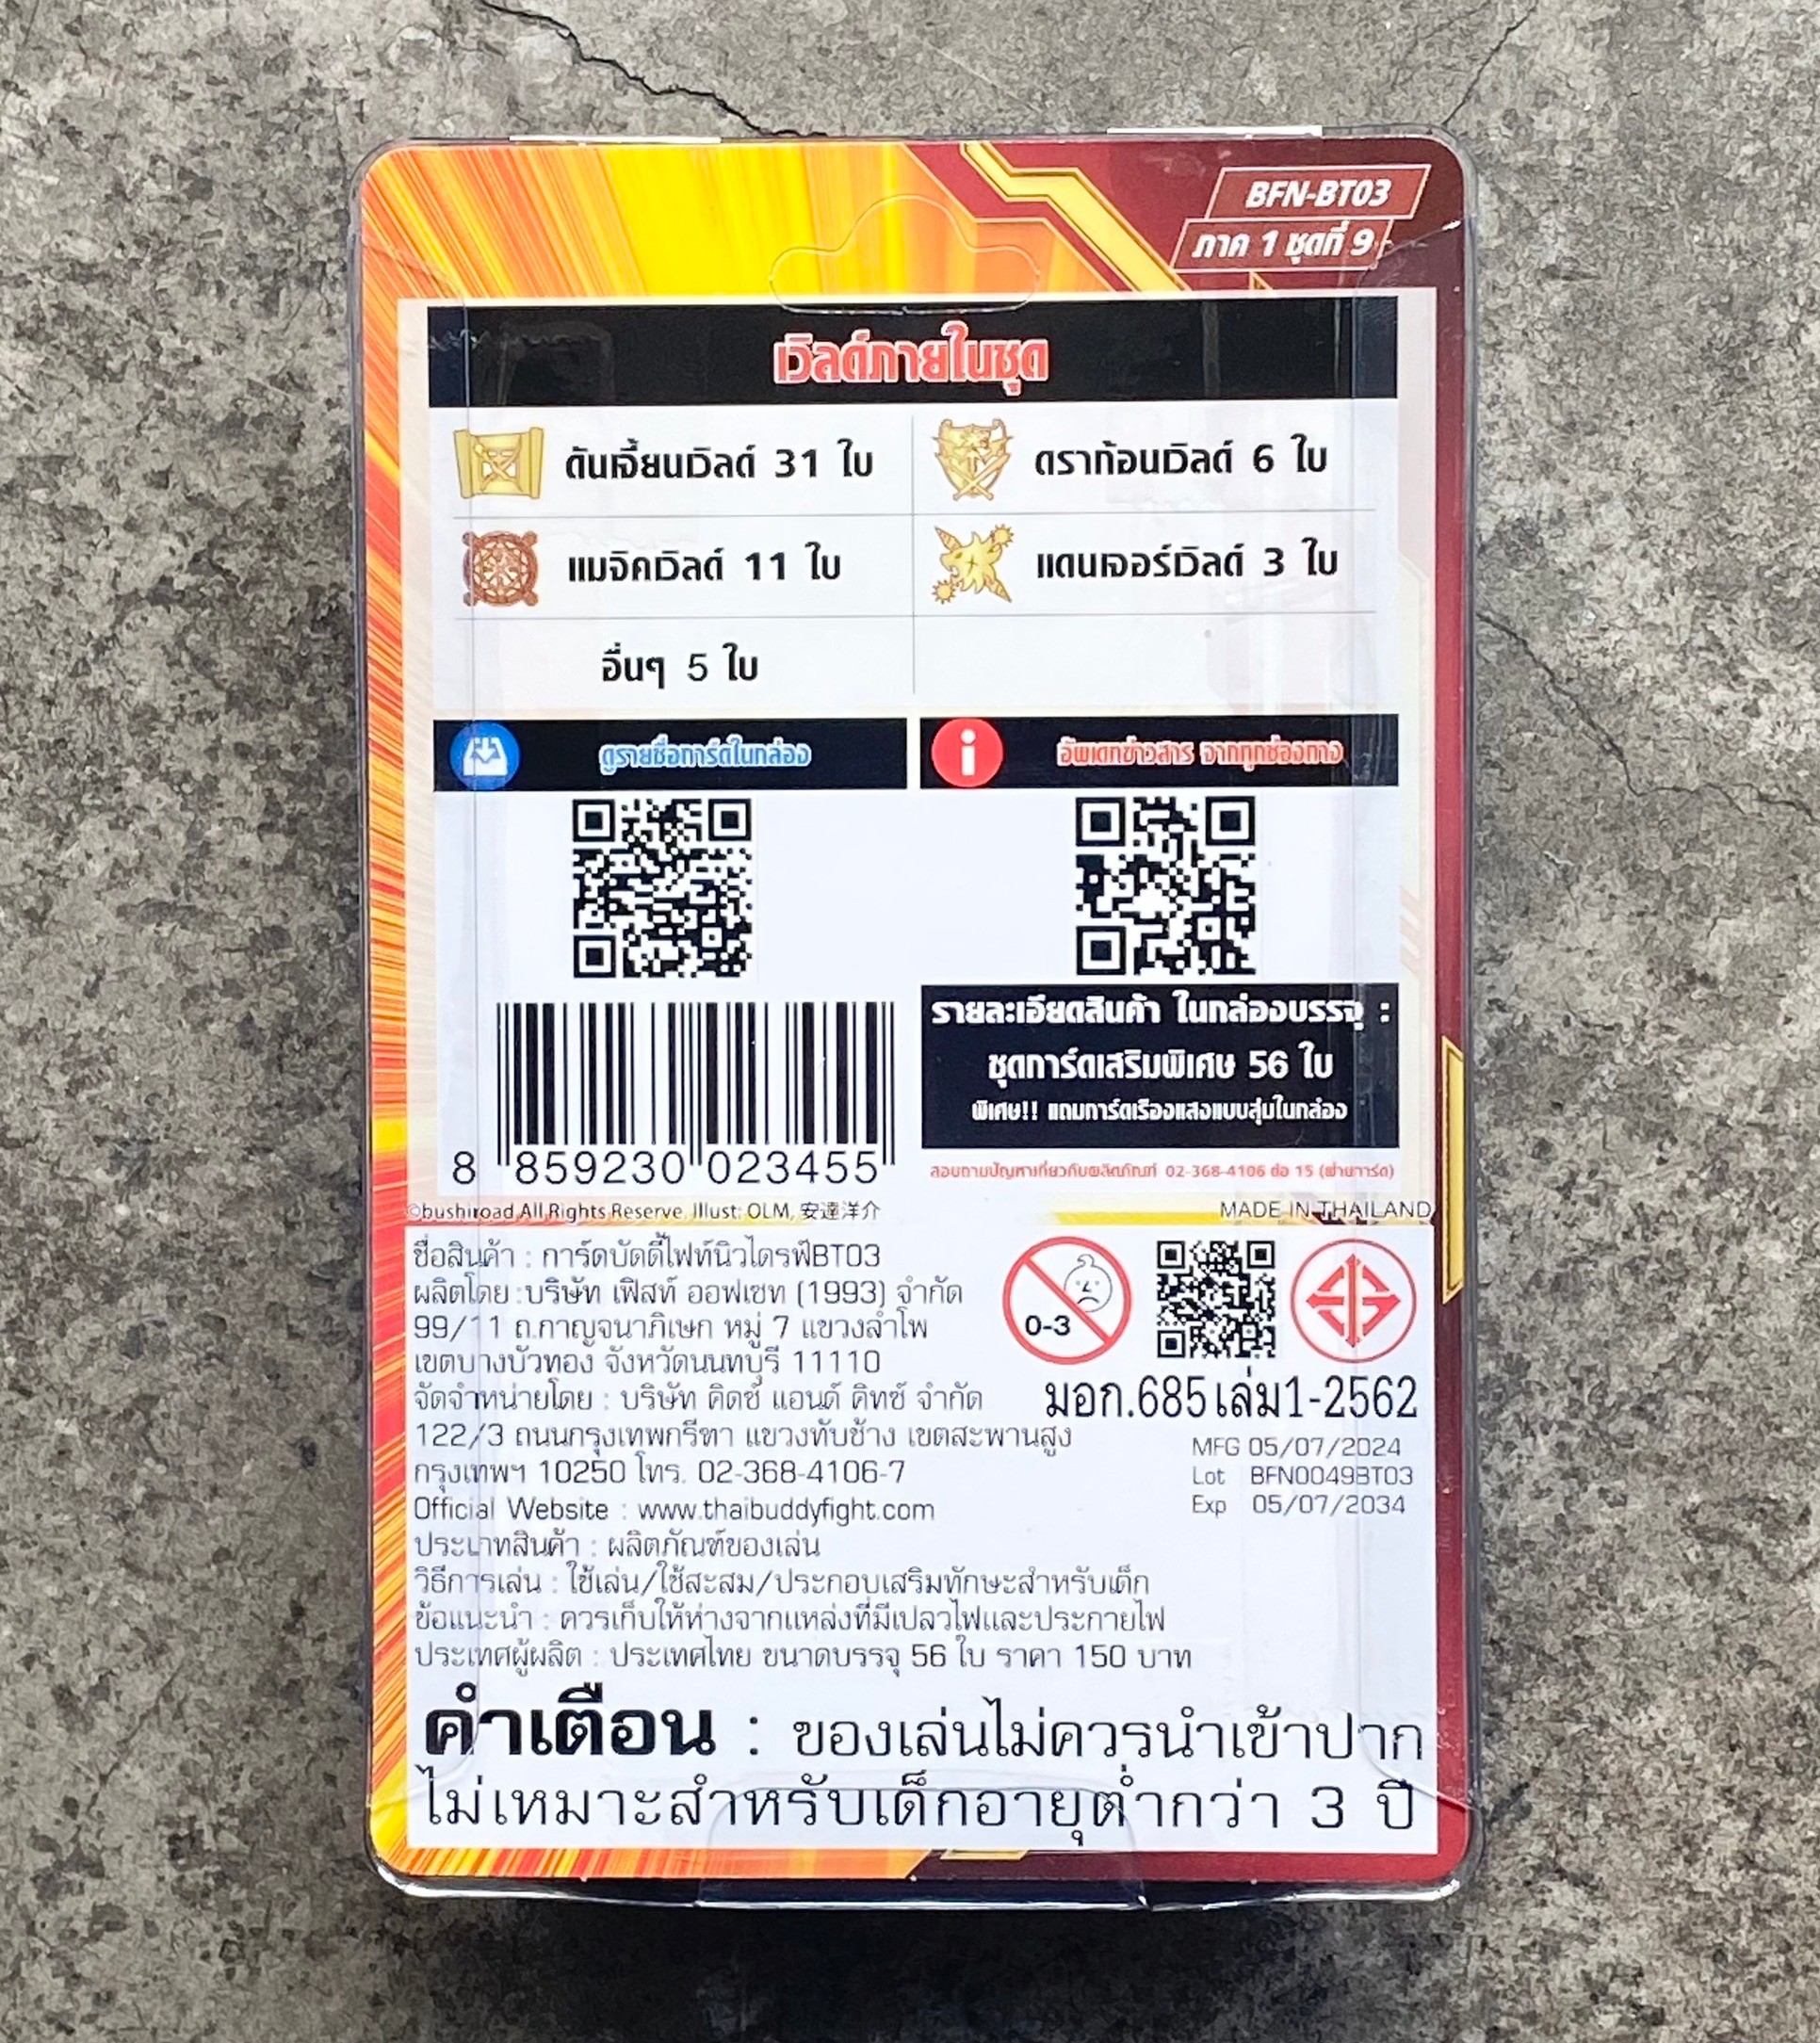 BFN-BT03
ภาค 1 ชุดที่ 9
เวิลด์ภายในชุด
ดันเจี้ยนเวิลด์ 31 ใบ
ดราก้อนเวิลด์ 6 ใบ
แมจิคเวิลด์ 11 ใบ
แดนเจอร์เวิลด์ 3 ใบ
อื่นๆ 5 ใบ
ดูรายชื่อการ์ดในกล่อง
อัพเดทข่าวสาร จากทุกช่องทาง
รายละเอียดสินค้า ในกล่องบรรจุ :
ชุดการ์ดเสริมพิเศษ 56 ใบ
พิเศษ!! แถมการ์ดเรืองแสงแบบสุ่มในกล่อง
8 859230 023455
สอบถามปัญหาเกี่ยวกับผลิตภัณฑ์ 02-368-4106 ต่อ 15 (ฝ่ายการ์ด)
©bushiroad All Rights Reserve. Illust: OLM, 安達洋介
MADE IN THAILAND
ชื่อสินค้า : การ์ดบัดดี้ไฟท์นิวไดรฟ์BT03
ผลิตโดย :บริษัท เฟิสท์ ออฟเซท (1993) จำกัด
99/11 ถ.กาญจนาภิเษก หมู่ 7 แขวงลำโพ
เขตบางบัวทอง จังหวัดนนทบุรี 11110
จัดจำหน่ายโดย : บริษัท คิดซ์ แอนด์ คิทซ์ จำกัด
122/3 ถนนกรุงเทพกรีฑา แขวงทับช้าง เขตสะพานสูง
กรุงเทพฯ 10250 โทร. 02-368-4106-7
Official Website : www.thaibuddyfight.com
ประเภทสินค้า : ผลิตภัณฑ์ของเล่น
วิธีการเล่น : ใช้เล่น/ใช้สะสม/ประกอบเสริมทักษะสำหรับเด็ก
ข้อแนะนำ : ควรเก็บให้ห่างจากแหล่งที่มีเปลวไฟและประกายไฟ
ประเทศผู้ผลิต : ประเทศไทย ขนาดบรรจุ 56 ใบ ราคา 150 บาท
0-3
มอก.685 เล่ม1-2562
MFG 05/07/2024
Lot BFN0049BT03
Exp 05/07/2034
คำเตือน : ของเล่นไม่ควรนำเข้าปาก
ไม่เหมาะสำหรับเด็กอายุต่ำกว่า 3 ปี